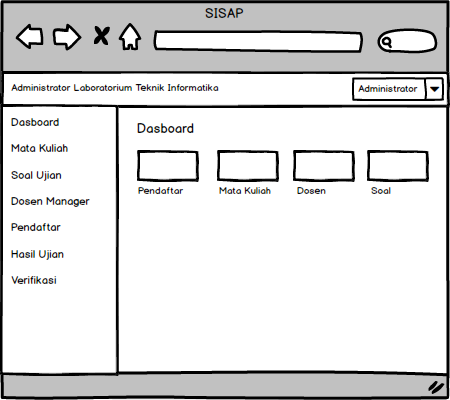 SISAP
Administrator Laboratorium Teknik Informatika
Administrator
Dasboard
Mata Kuliah
Soal Ujian
Dosen Manager
Pendaftar
Hasil Ujian
Verifikasi
Dasboard
Pendaftar
Mata Kuliah
Dosen
Soal